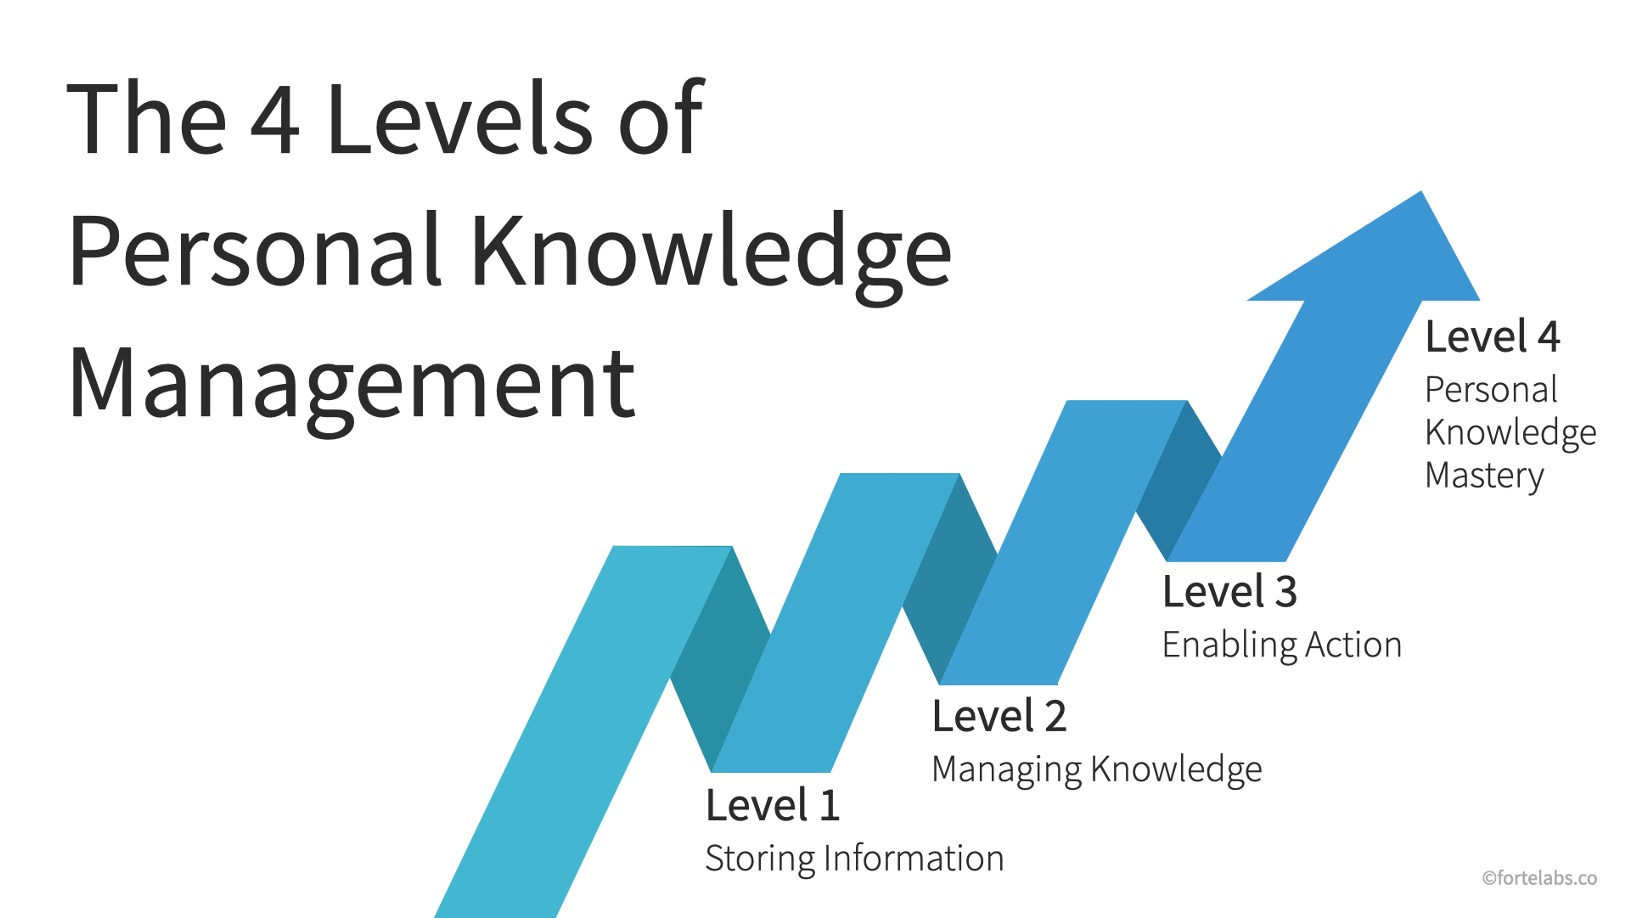 The 4 Levels of
Personal Knowledge
Management
Level 4
Personal
Knowledge
Mastery
Level 3
Enabling Action
Level 2
Managing Knowledge
Level 1
Storing Information
©fortelabs.co